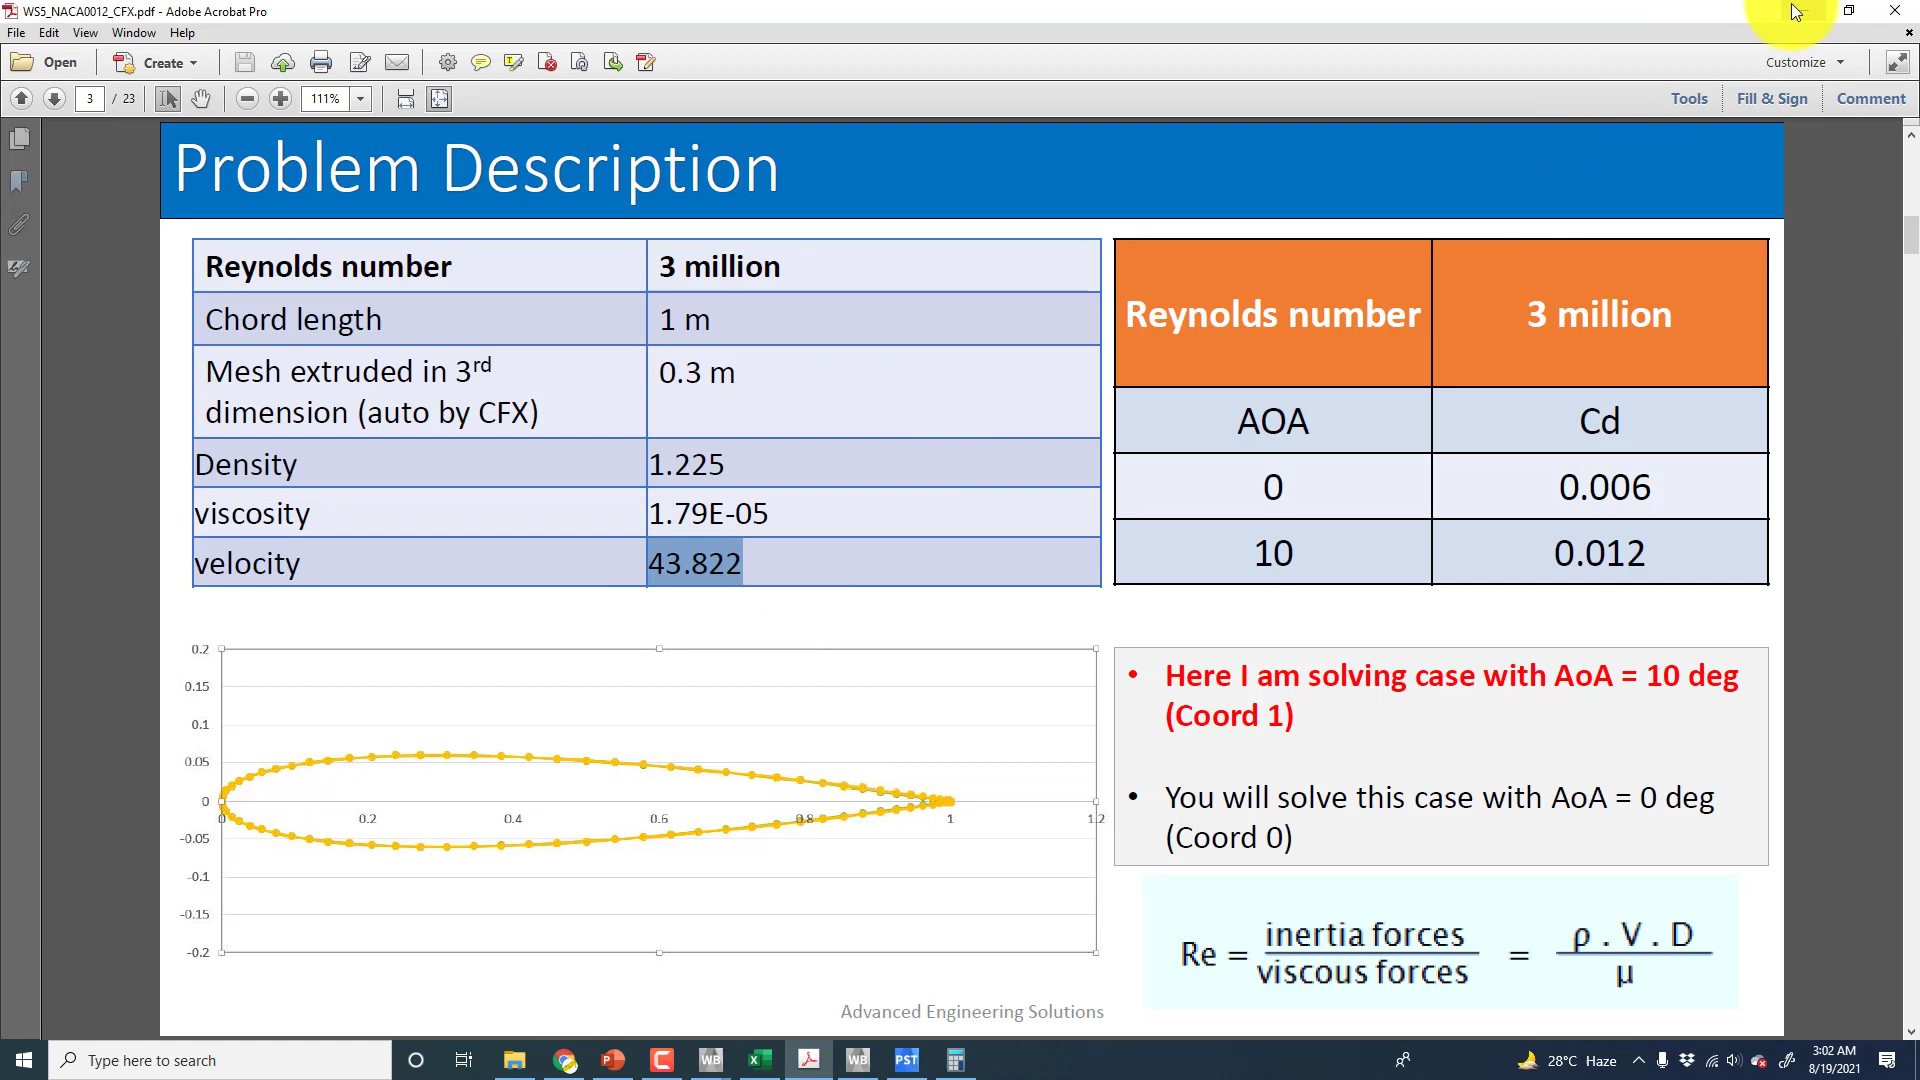 WS5_NACA0012_CFX.pdf - Adobe Acrobat Pro
File Edit View Window Help
Open Create Customize
3 / 23 111% Tools Fill & Sign Comment
Problem Description
Reynolds number 3 million
Chord length 1 m
Mesh extruded in 3rd
dimension (auto by CFX) 0.3 m
Density 1.225
viscosity 1.79E-05
velocity 43.822
Reynolds number 3 million
AOA Cd
0 0.006
10 0.012
0.2
0.15
0.1
0.05
0
-0.05
-0.1
-0.15
-0.2
0 0.2 0.4 0.6 0.8 1 1.2
• Here I am solving case with AoA = 10 deg
(Coord 1)
• You will solve this case with AoA = 0 deg
(Coord 0)
Re = inertia forces / viscous forces = ρ . V . D / μ
Advanced Engineering Solutions
Type here to search
WB WB PST
28°C Haze
3:02 AM
8/19/2021